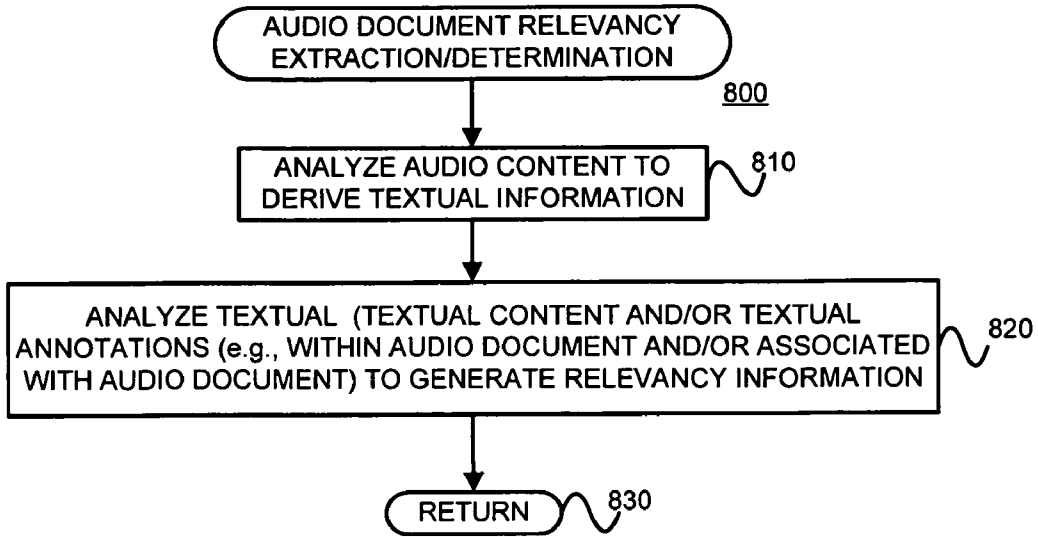 AUDIO DOCUMENT RELEVANCY
EXTRACTION/DETERMINATION
800
ANALYZE AUDIO CONTENT TO
DERIVE TEXTUAL INFORMATION
810
ANALYZE TEXTUAL (TEXTUAL CONTENT AND/OR TEXTUAL
ANNOTATIONS (e.g., WITHIN AUDIO DOCUMENT AND/OR ASSOCIATED
WITH AUDIO DOCUMENT) TO GENERATE RELEVANCY INFORMATION
820
RETURN
830